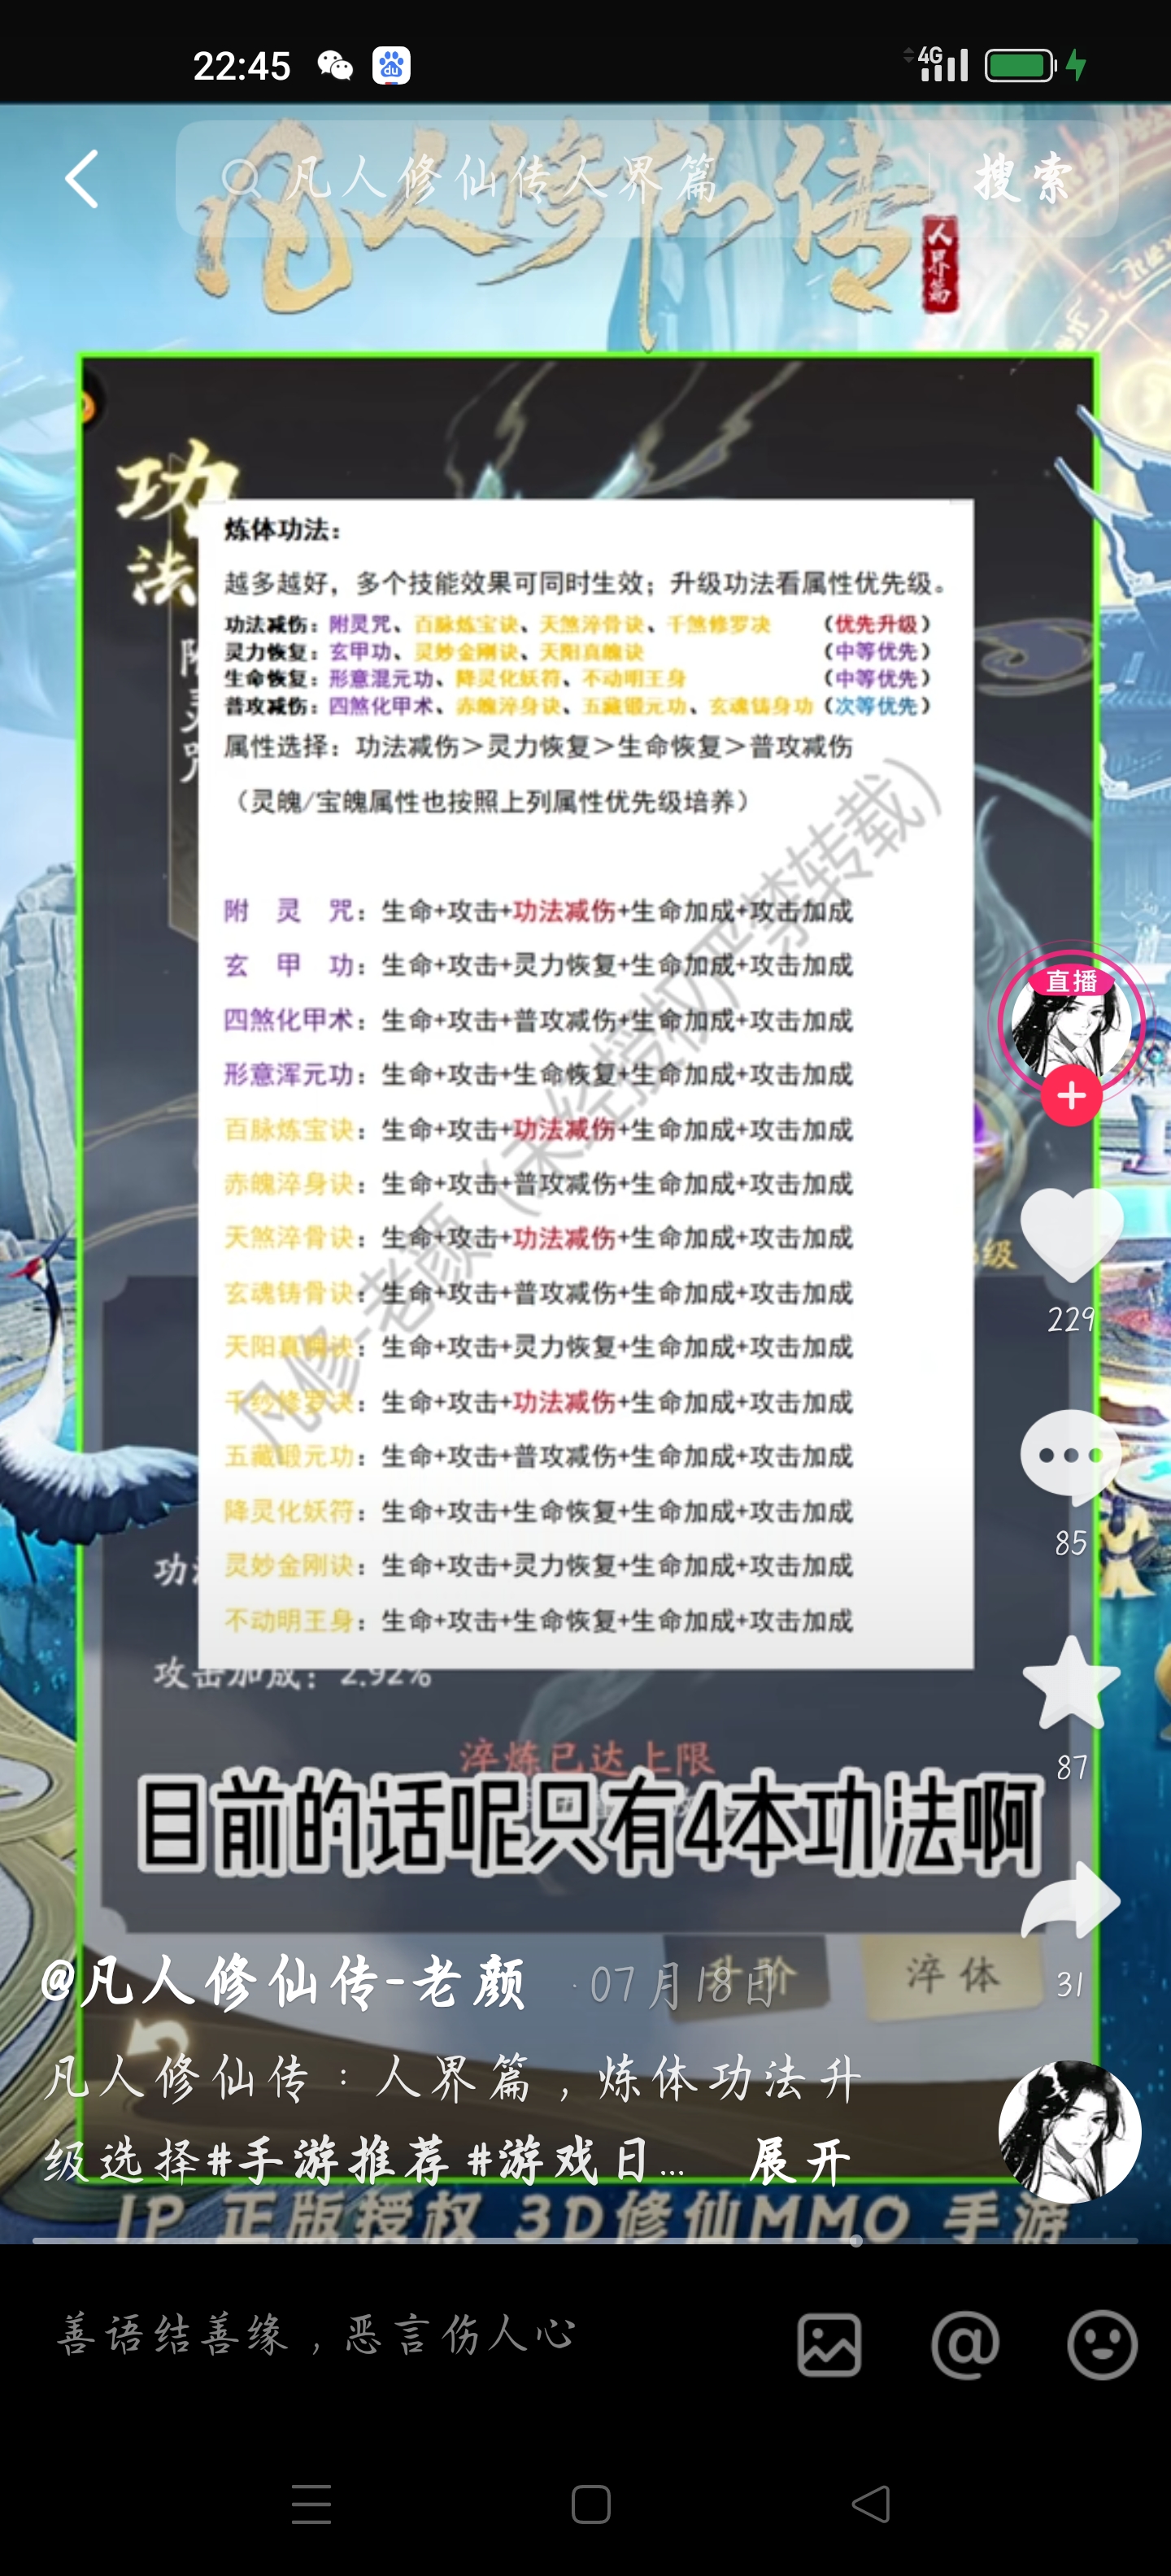 22:45
4G
凡人修仙传
人界篇
凡人修仙传人界篇
搜索
功法
炼体功法：
越多越好，多个技能效果可同时生效；升级功法看属性优先级。
功法减伤：附灵咒、百脉炼宝诀、天煞淬骨诀、千煞修罗决 （优先升级）
灵力恢复：玄甲功、灵妙金刚诀、天阳真魄诀 （中等优先）
生命恢复：形意混元功、降灵化妖符、不动明王身 （中等优先）
普攻减伤：四煞化甲术、赤魄淬身诀、五藏锻元功、玄魂铸身功（次等优先）
属性选择：功法减伤>灵力恢复>生命恢复>普攻减伤
（灵魄/宝魄属性也按照上列属性优先级培养）
附灵咒：生命+攻击+功法减伤+生命加成+攻击加成
玄甲功：生命+攻击+灵力恢复+生命加成+攻击加成
四煞化甲术：生命+攻击+普攻减伤+生命加成+攻击加成
形意浑元功：生命+攻击+生命恢复+生命加成+攻击加成
直播
百脉炼宝诀：生命+攻击+功法减伤+生命加成+攻击加成
赤魄淬身诀：生命+攻击+普攻减伤+生命加成+攻击加成
天煞淬骨诀：生命+攻击+功法减伤+生命加成+攻击加成
级
玄魂铸骨诀：生命+攻击+普攻减伤+生命加成+攻击加成
229
天阳真诀：生命+攻击+灵力恢复+生命加成+攻击加成
千修罗决：生命+攻击+功法减伤+生命加成+攻击加成
五藏锻元功：生命+攻击+普攻减伤+生命加成+攻击加成
降灵化妖符：生命+攻击+生命恢复+生命加成+攻击加成
85
灵妙金刚诀：生命+攻击+灵力恢复+生命加成+攻击加成
不动明王身：生命+攻击+生命恢复+生命加成+攻击加成
凡修-老颜（未经授权严禁转载）
功
攻击加成：2.92%
淬炼已达上限
87
目前的话呢只有4本功法啊
@凡人修仙传-老颜 ·07月18日
升阶
淬体
31
凡人修仙传：人界篇，炼体功法升
级选择#手游推荐 #游戏日... 展开
IP 正版授权 3D修仙MMO 手游
善语结善缘，恶言伤人心